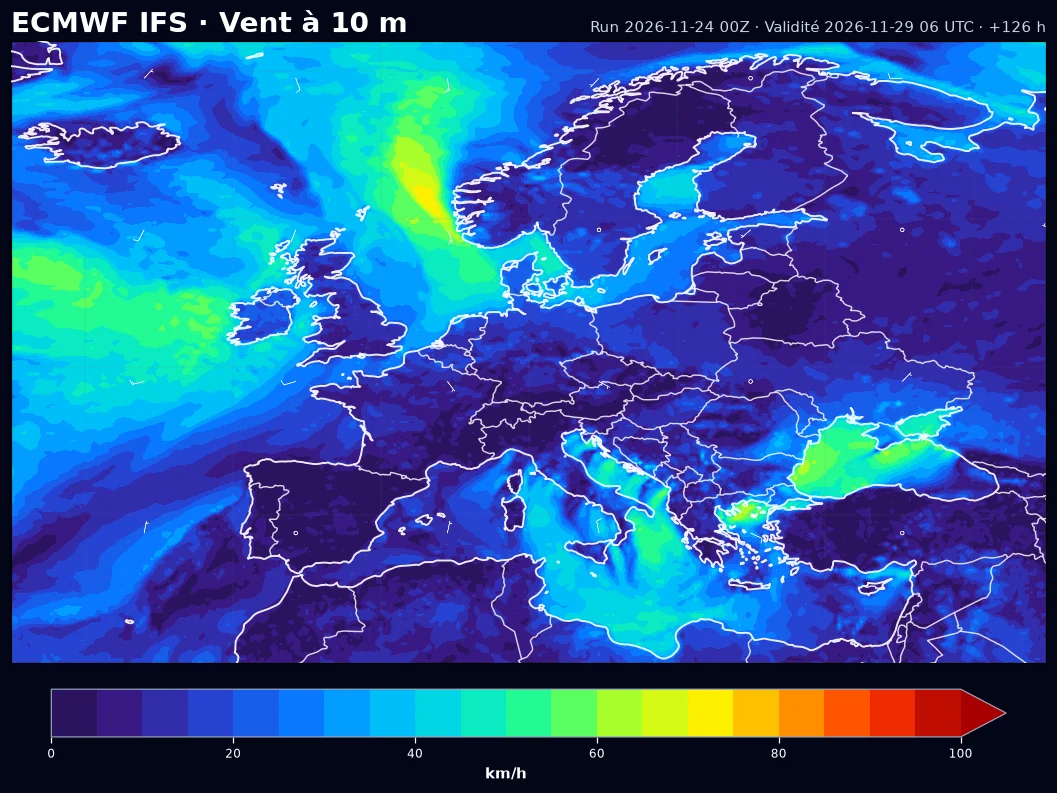 ECMWF IFS · Vent à 10 m
Run 2026-11-24 00Z · Validité 2026-11-29 06 UTC · +126 h
0 20 40 60 80 100
km/h